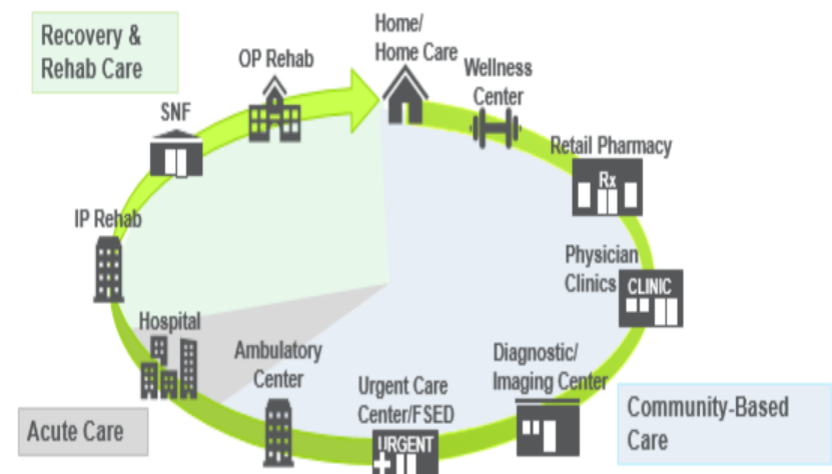 Recovery &
Rehab Care
OP Rehab
Home/
Home Care
Wellness
Center
SNF
Retail Pharmacy
Rx
IP Rehab
Physician
Clinics
CLINIC
Hospital
Ambulatory
Center
Diagnostic/
Imaging Center
Urgent Care
Center/FSED
URGENT
Community-Based
Care
Acute Care